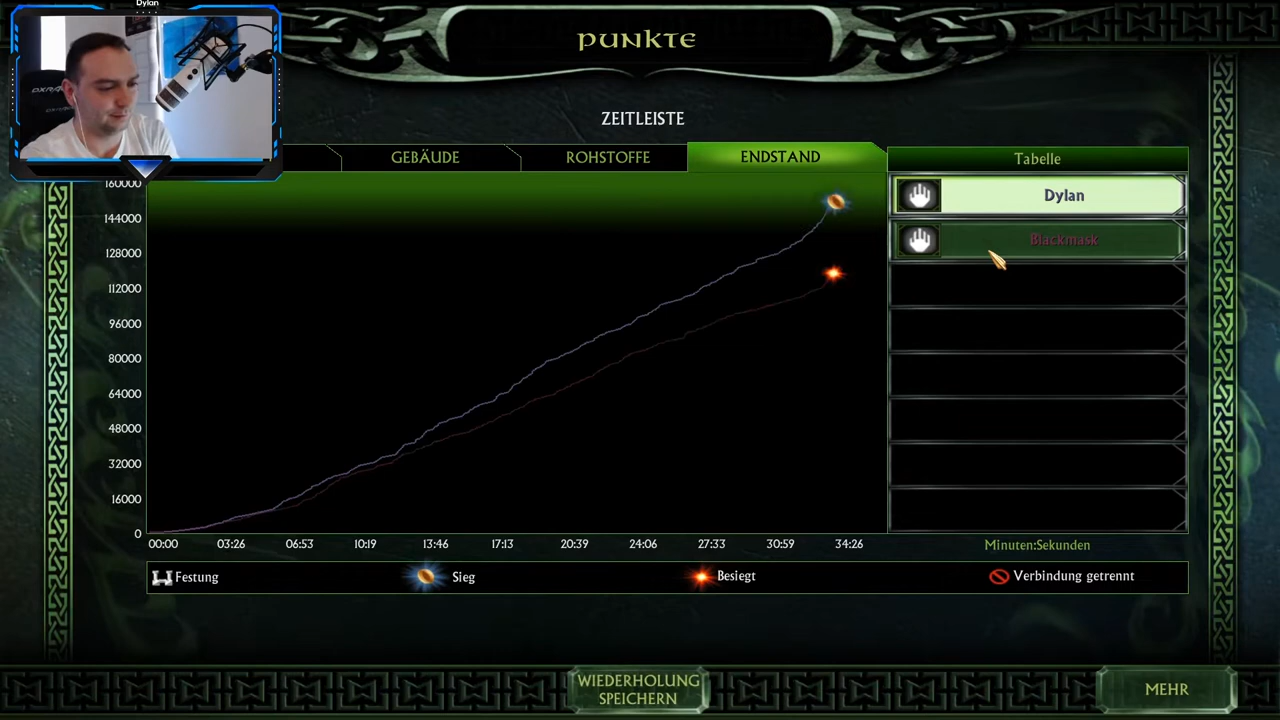 Dylan
PUNKTE
ZEITLEISTE
GEBÄUDE
ROHSTOFFE
ENDSTAND
Tabelle
Dylan
Blackmask
160000
144000
128000
112000
96000
80000
64000
48000
32000
16000
0
00:00 03:26 06:53 10:19 13:46 17:13 20:39 24:06 27:33 30:59 34:26
Minuten:Sekunden
Festung
Sieg
Besiegt
Verbindung getrennt
WIEDERHOLUNG
SPEICHERN
MEHR